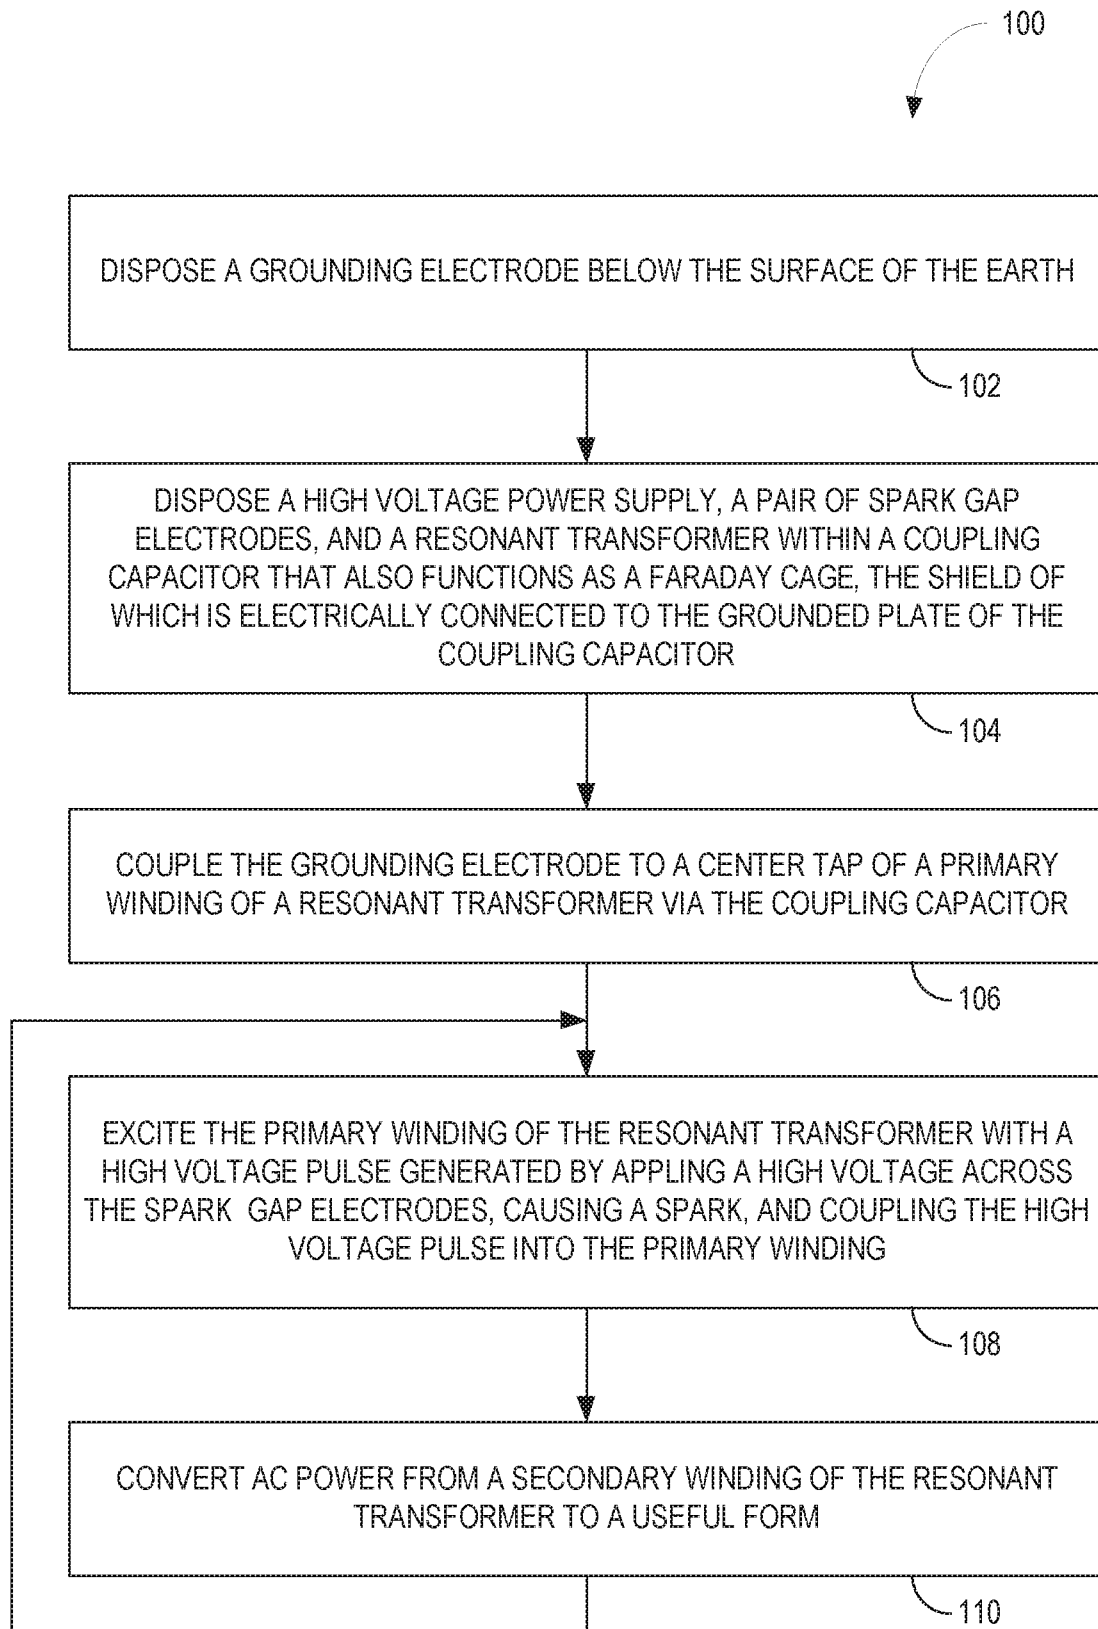 100
DISPOSE A GROUNDING ELECTRODE BELOW THE SURFACE OF THE EARTH
102
DISPOSE A HIGH VOLTAGE POWER SUPPLY, A PAIR OF SPARK GAP
ELECTRODES, AND A RESONANT TRANSFORMER WITHIN A COUPLING
CAPACITOR THAT ALSO FUNCTIONS AS A FARADAY CAGE, THE SHIELD OF
WHICH IS ELECTRICALLY CONNECTED TO THE GROUNDED PLATE OF THE
COUPLING CAPACITOR
104
COUPLE THE GROUNDING ELECTRODE TO A CENTER TAP OF A PRIMARY
WINDING OF A RESONANT TRANSFORMER VIA THE COUPLING CAPACITOR
106
EXCITE THE PRIMARY WINDING OF THE RESONANT TRANSFORMER WITH A
HIGH VOLTAGE PULSE GENERATED BY APPLING A HIGH VOLTAGE ACROSS
THE SPARK GAP ELECTRODES, CAUSING A SPARK, AND COUPLING THE HIGH
VOLTAGE PULSE INTO THE PRIMARY WINDING
108
CONVERT AC POWER FROM A SECONDARY WINDING OF THE RESONANT
TRANSFORMER TO A USEFUL FORM
110